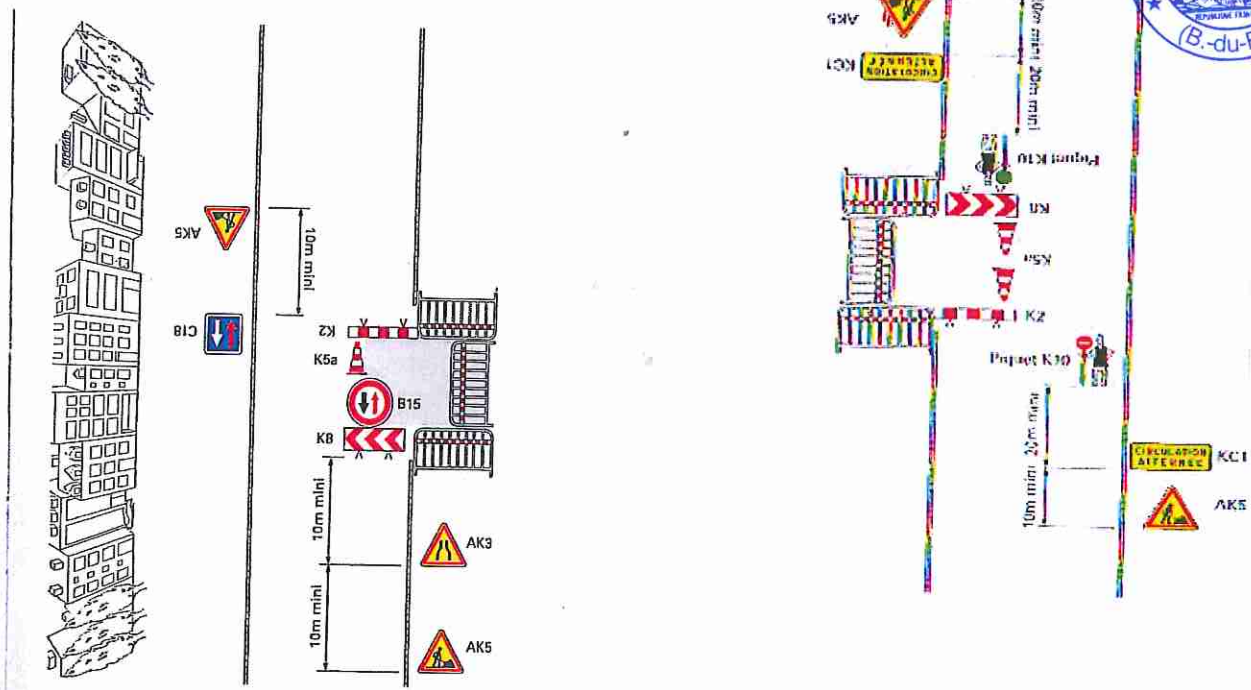 AK5
C18
10m mini
K2
K5a
B15
K8
10m mini
AK3
10m mini
AK5
AK5
KC1
CIRCULATION
ALTERNEE
20m mini
Piquet K10
K8
K5a
K2
Piquet K10
20m mini
10m mini
CIRCULATION
ALTERNEE
KC1
AK5
(B.-du-